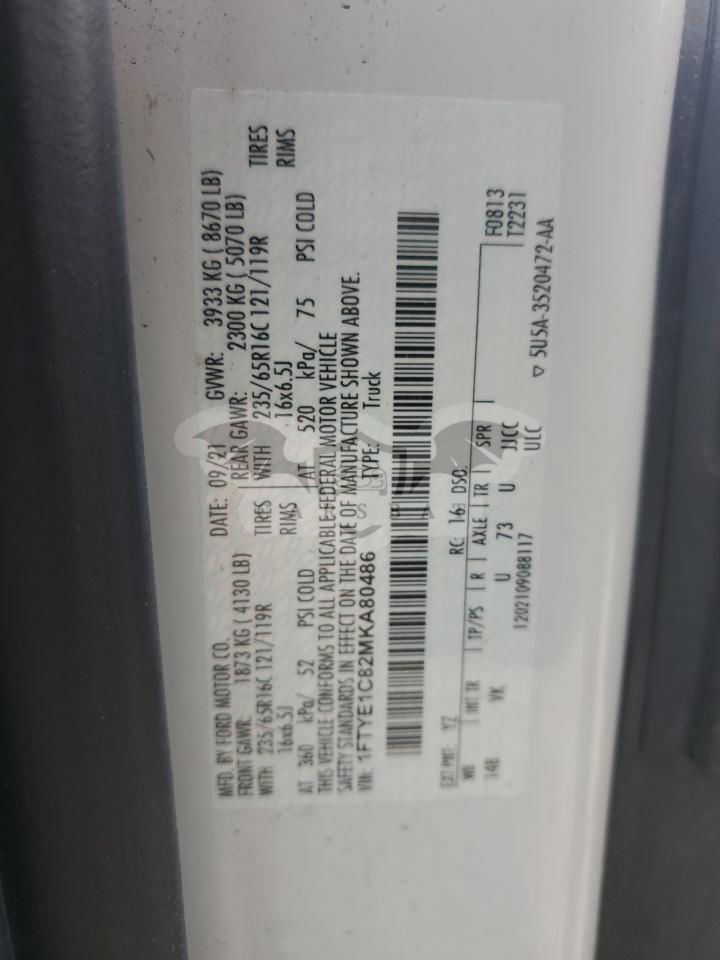 MFD. BY FORD MOTOR CO.
DATE: 09/21 GVWR: 3933 KG ( 8670 LB)
FRONT GAWR: 1873 KG (4130 LB) REAR GAWR: 2300 KG ( 5070 LB)
WITH 235/65R16C 121/119R TIRES WITH 235/65R16C 121/119R TIRES
16x6.5J RIMS 16x6.5J RIMS
AT 360 kPa/ 52 PSI COLD AT 520 kPa/ 75 PSI COLD
THIS VEHICLE CONFORMS TO ALL APPLICABLE FEDERAL MOTOR VEHICLE
SAFETY STANDARDS IN EFFECT ON THE DATE OF MANUFACTURE SHOWN ABOVE.
VIN: 1FTYE1C82MKA80486 TYPE: Truck
EXT PNT: YZ RC: 16 DSO:
WB INT TR TP/PS R AXLE TR SPR F0813
148 VK U 73 U JJCC T2231
1202109088117 ULC
5U5A-3520472-AA